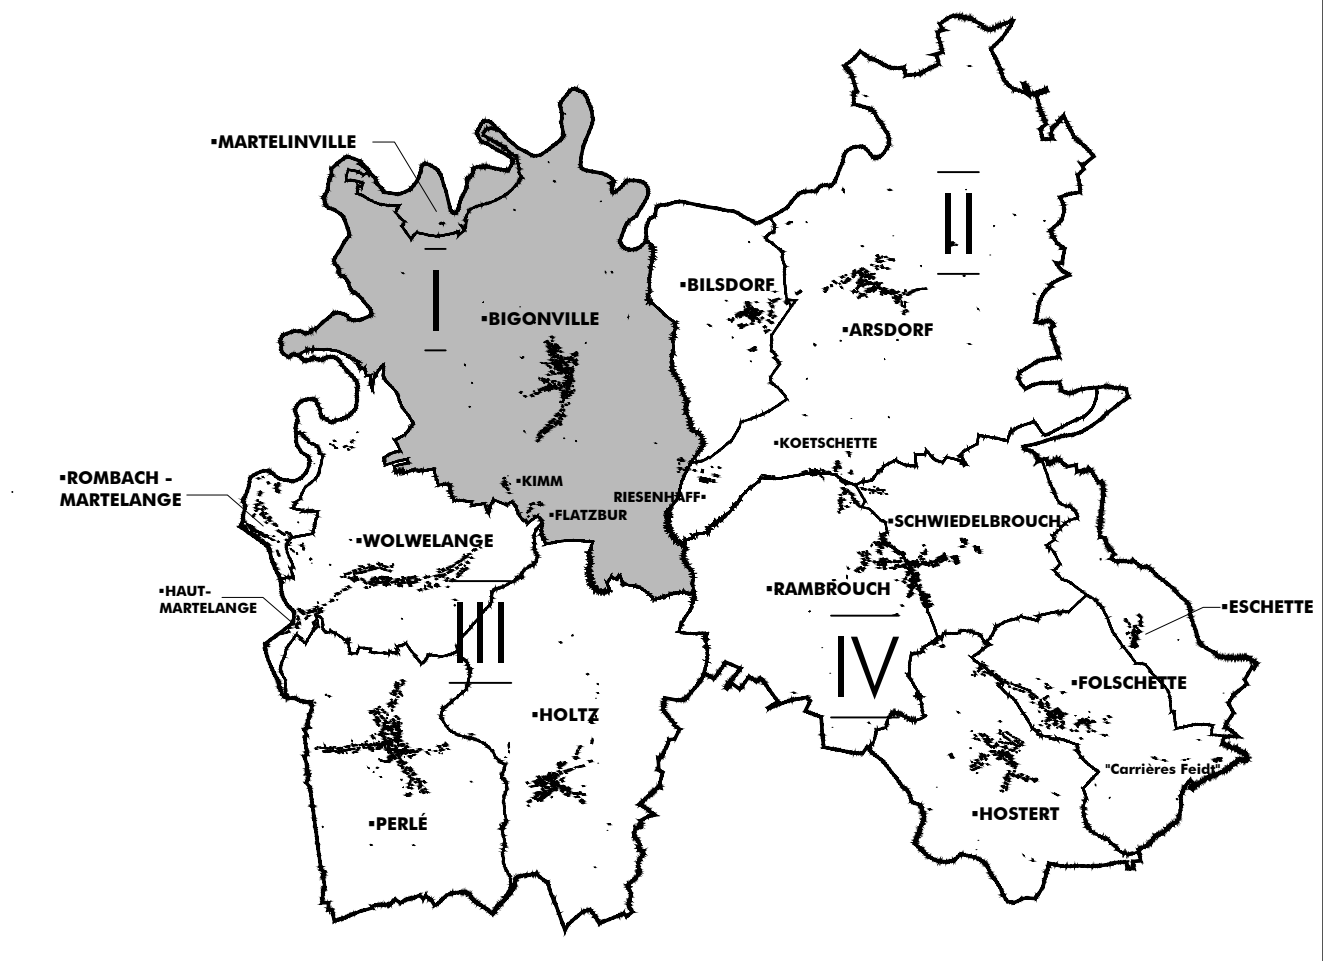 ▪MARTELINVILLE
I
II
▪BIGONVILLE
▪BILSDORF
▪ARSDORF
▪KOETSCHETTE
▪KIMM
RIESENHAFF▪
▪FLATZBUR
▪ROMBACH -
MARTELANGE
▪WOLWELANGE
▪SCHWIEDELBROUCH
▪HAUT-
MARTELANGE
▪RAMBROUCH
▪ESCHETTE
III
IV
▪FOLSCHETTE
▪HOLTZ
"Carrières Feidt"
▪PERLÉ
▪HOSTERT